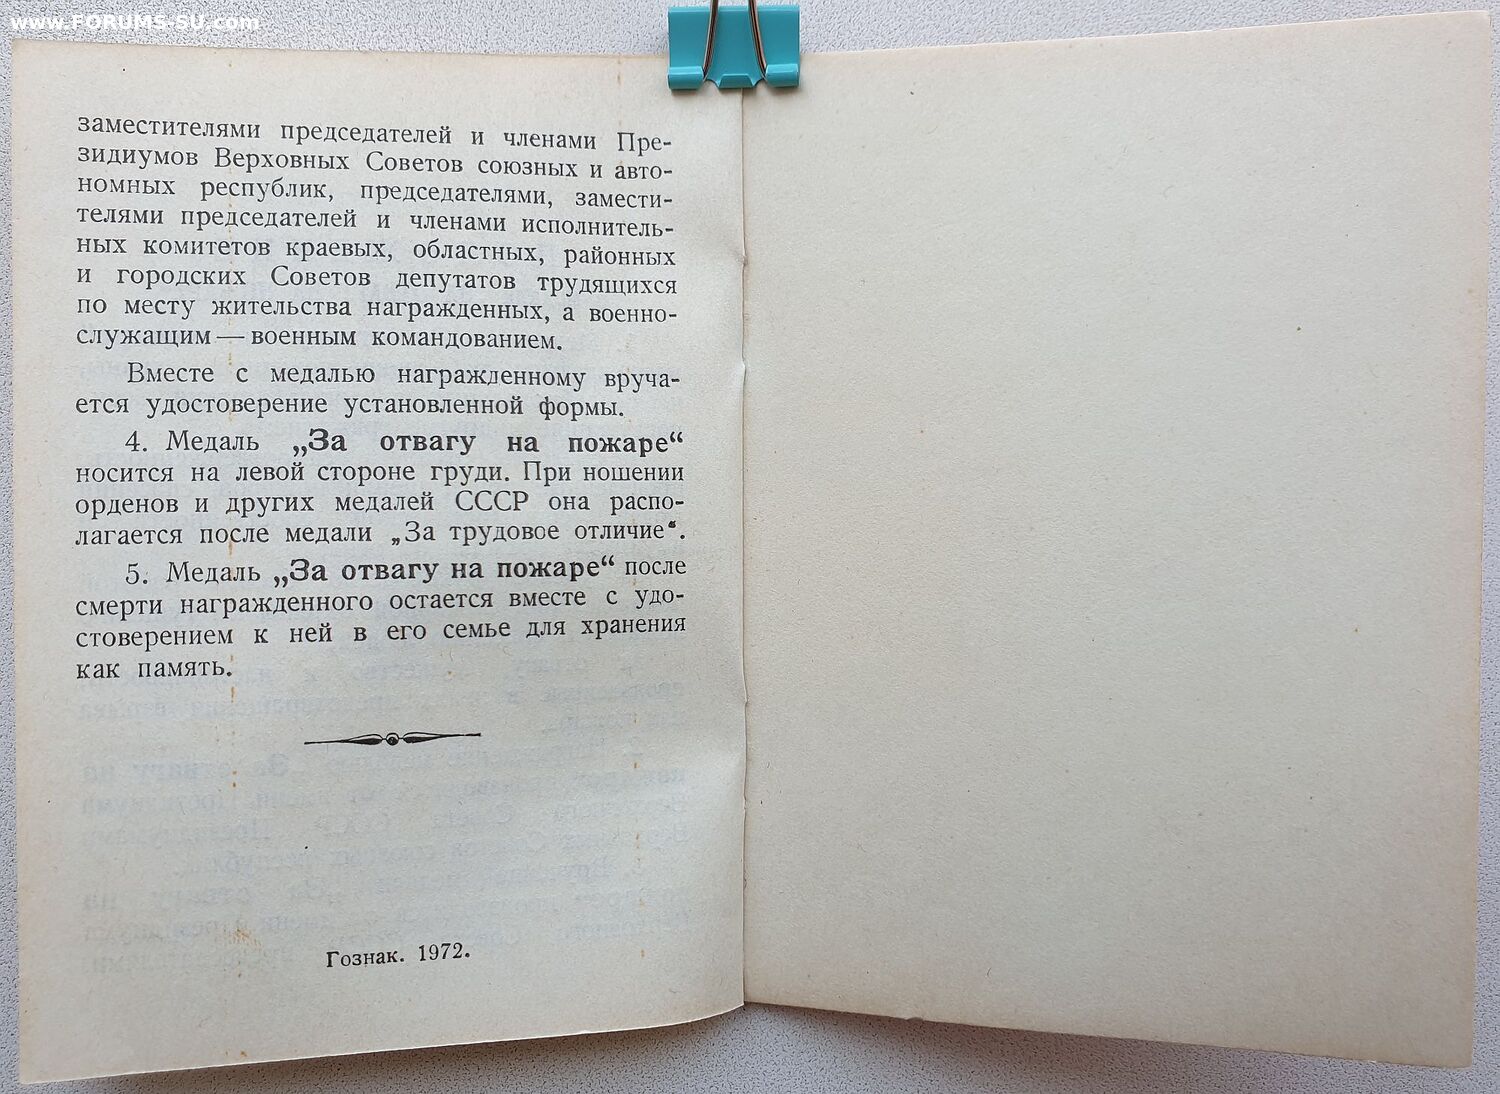 www.FORUMS-SU.com
заместителями председателей и членами Пре-
зидиумов Верховных Советов союзных и авто-
номных республик, председателями, замести-
телями председателей и членами исполнитель-
ных комитетов краевых, областных, районных
и городских Советов депутатов трудящихся
по месту жительства награжденных, а военно-
служащим — военным командованием.
Вместе с медалью награжденному вруча-
ется удостоверение установленной формы.
4. Медаль „За отвагу на пожаре“
носится на левой стороне груди. При ношении
орденов и других медалей СССР она распо-
лагается после медали „За трудовое отличие“.
5. Медаль „За отвагу на пожаре“ после
смерти награжденного остается вместе с удо-
стоверением к ней в его семье для хранения
как память.
Гознак. 1972.